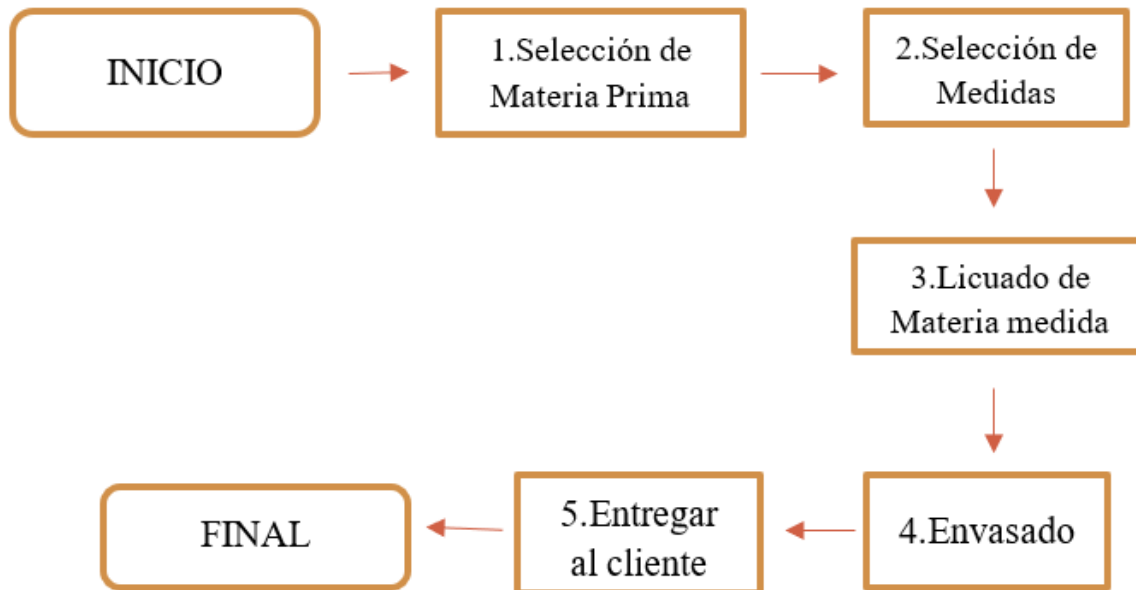 INICIO
1.Selección de
Materia Prima
2.Selección de
Medidas
3.Licuado de
Materia medida
4.Envasado
5.Entregar
al cliente
FINAL